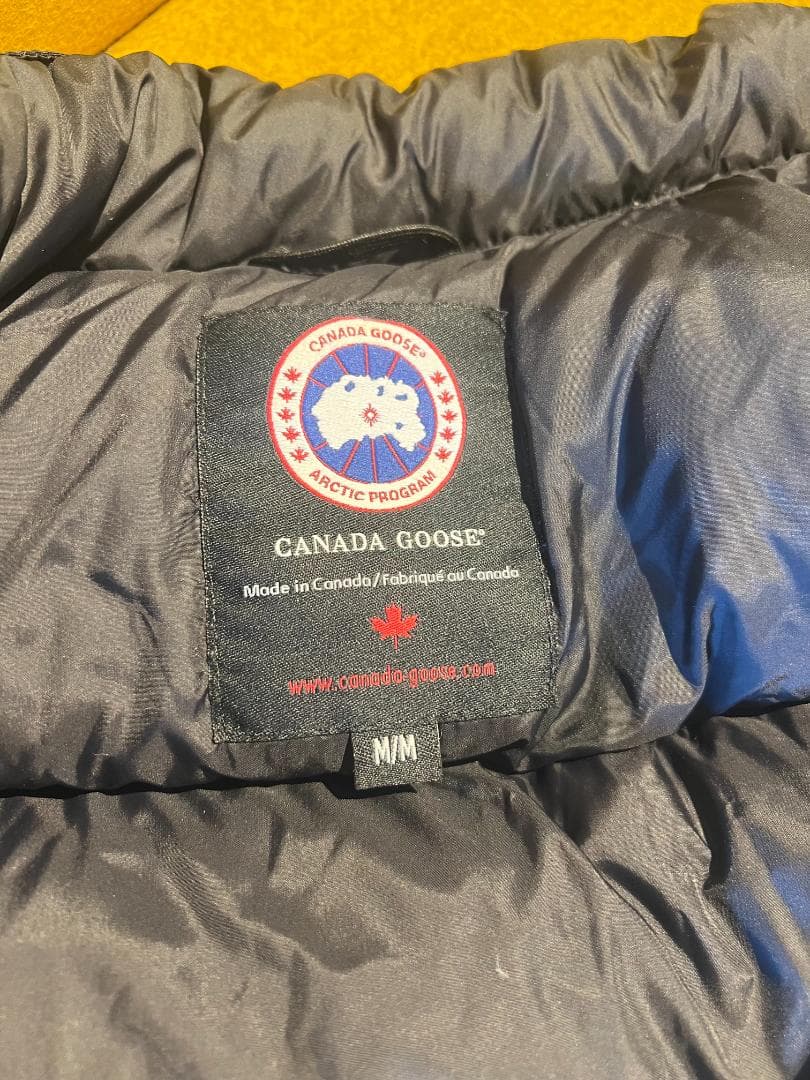 CANADA GOOSE®
ARCTIC PROGRAM
CANADA GOOSE®
Made in Canada/Fabriqué au Canada
www.canada-goose.com
M/M